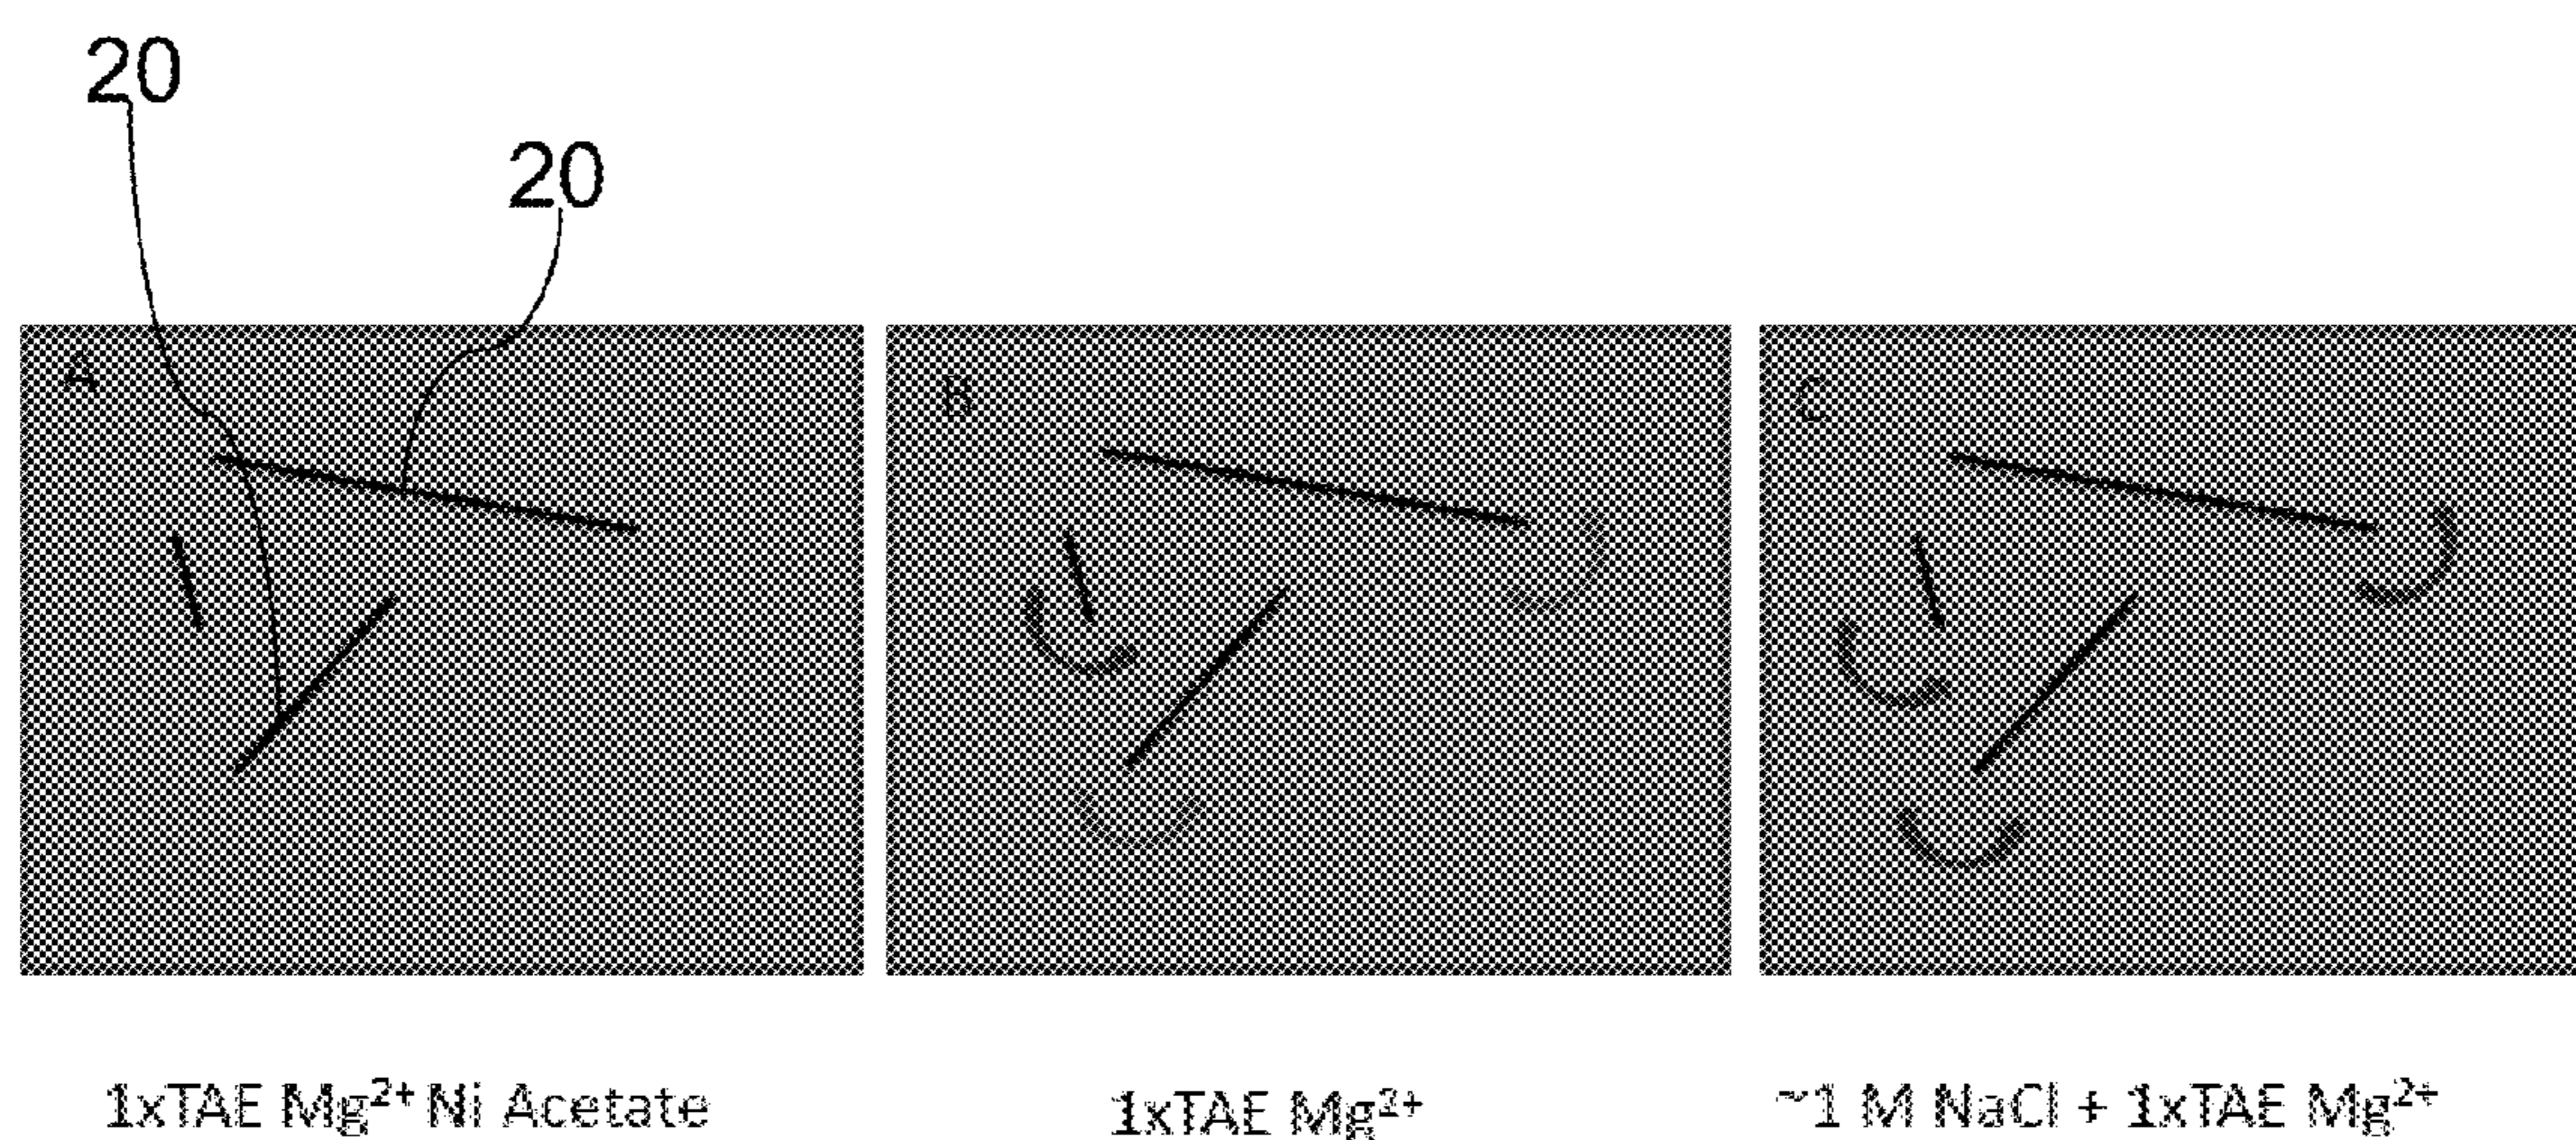 20
20
A
B
C
1xTAE Mg²⁺ Ni Acetate
1xTAE Mg²⁺
~1 M NaCl + 1xTAE Mg²⁺